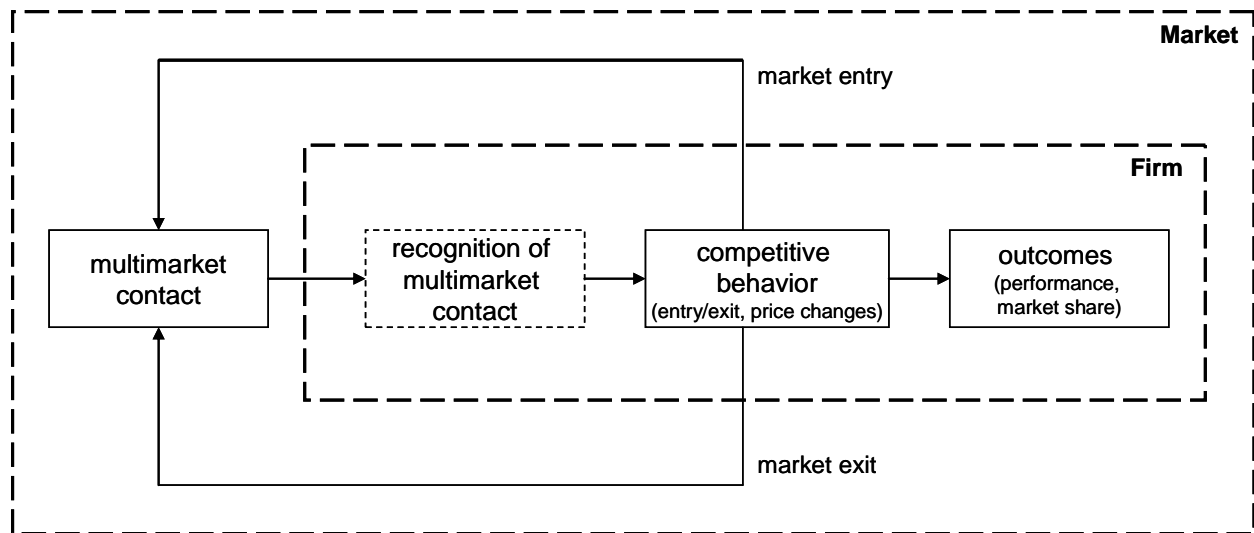 Market
market entry
Firm
multimarket
contact
recognition of
multimarket
contact
competitive
behavior
(entry/exit, price changes)
outcomes
(performance,
market share)
market exit